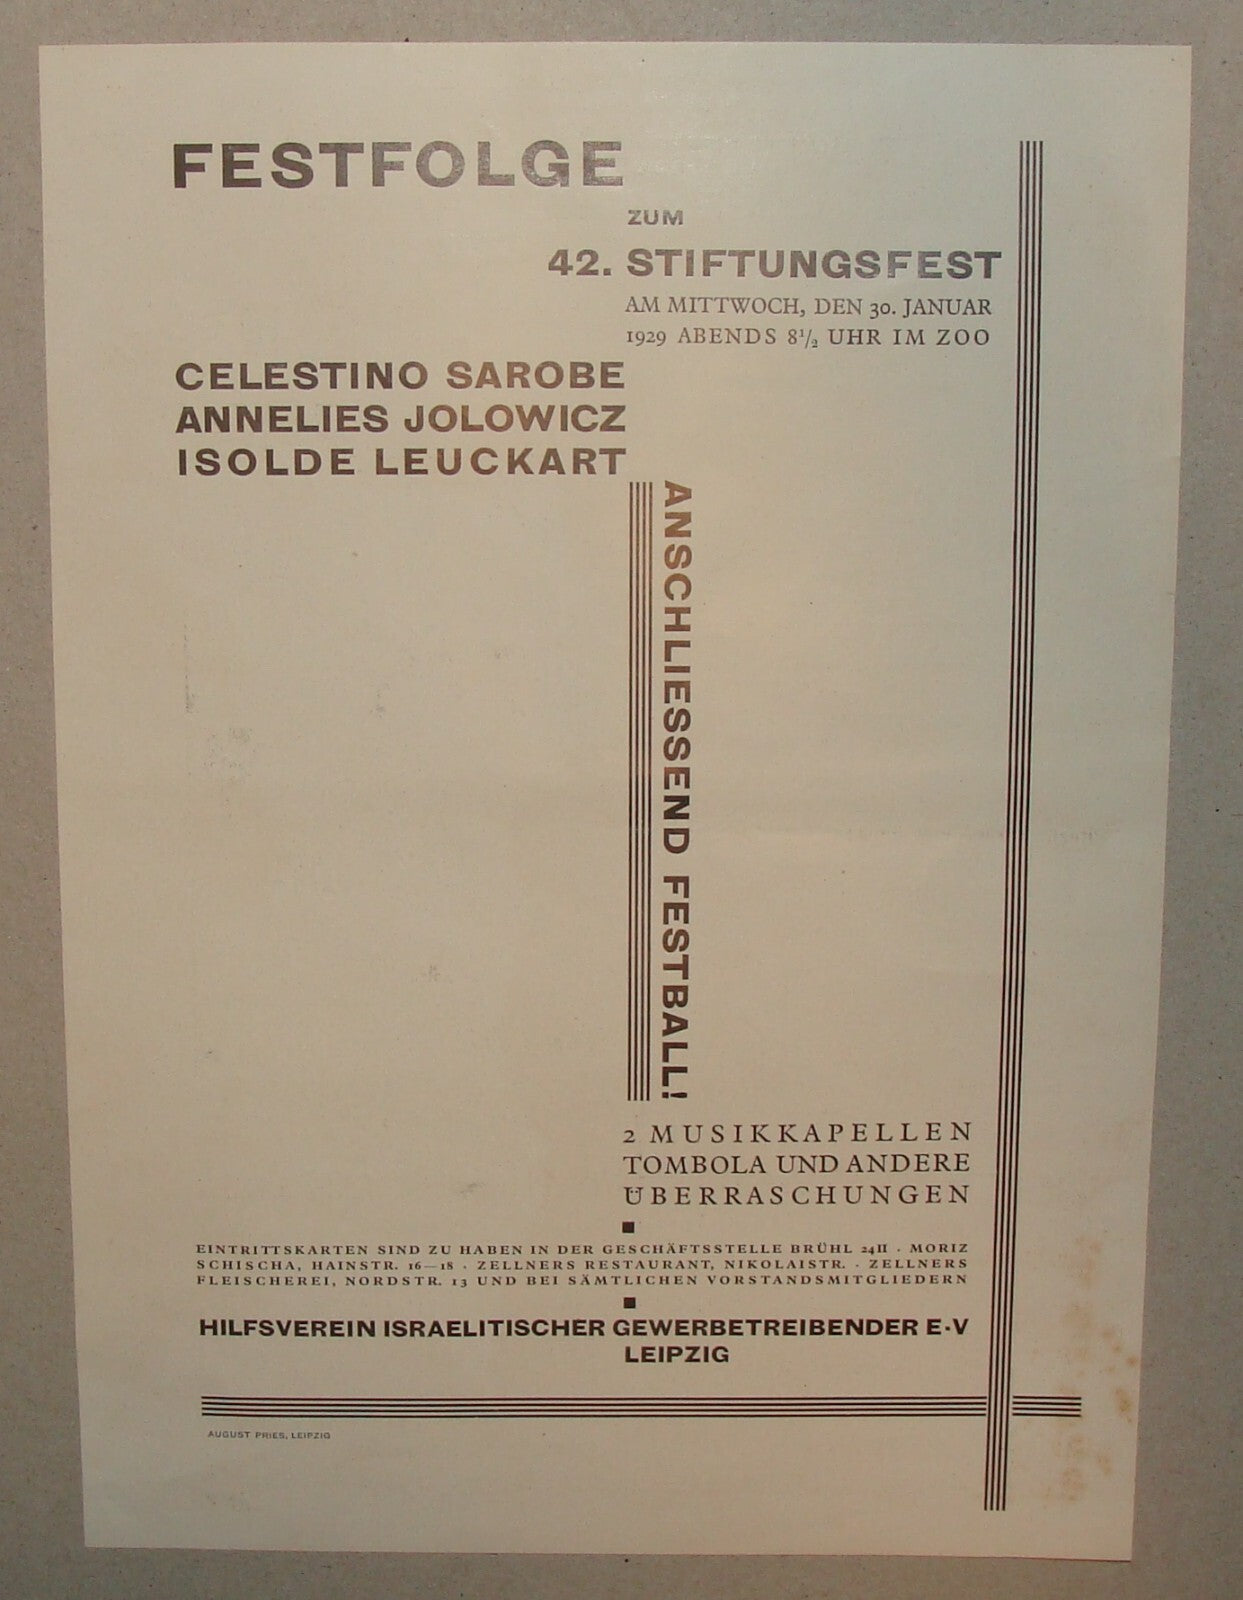 FESTFOLGE
ZUM
42. STIFTUNGSFEST
AM MITTWOCH, DEN 30. JANUAR
1929 ABENDS 8½ UHR IM ZOO
CELESTINO SAROBE
ANNELIES JOLOWICZ
ISOLDE LEUCKART
ANSCHLIESSEND FESTBALL!
2 MUSIKKAPELLEN
TOMBOLA UND ANDERE
ÜBERRASCHUNGEN
EINTRITTSKARTEN SIND ZU HABEN IN DER GESCHÄFTSSTELLE BRÜHL 24II · MORIZ
SCHISCHA, HAINSTR. 16—18 · ZELLNERS RESTAURANT, NIKOLAISTR. · ZELLNERS
FLEISCHEREI, NORDSTR. 13 UND BEI SÄMTLICHEN VORSTANDSMITGLIEDERN
HILFSVEREIN ISRAELITISCHER GEWERBETREIBENDER E·V
LEIPZIG
AUGUST PRIES, LEIPZIG